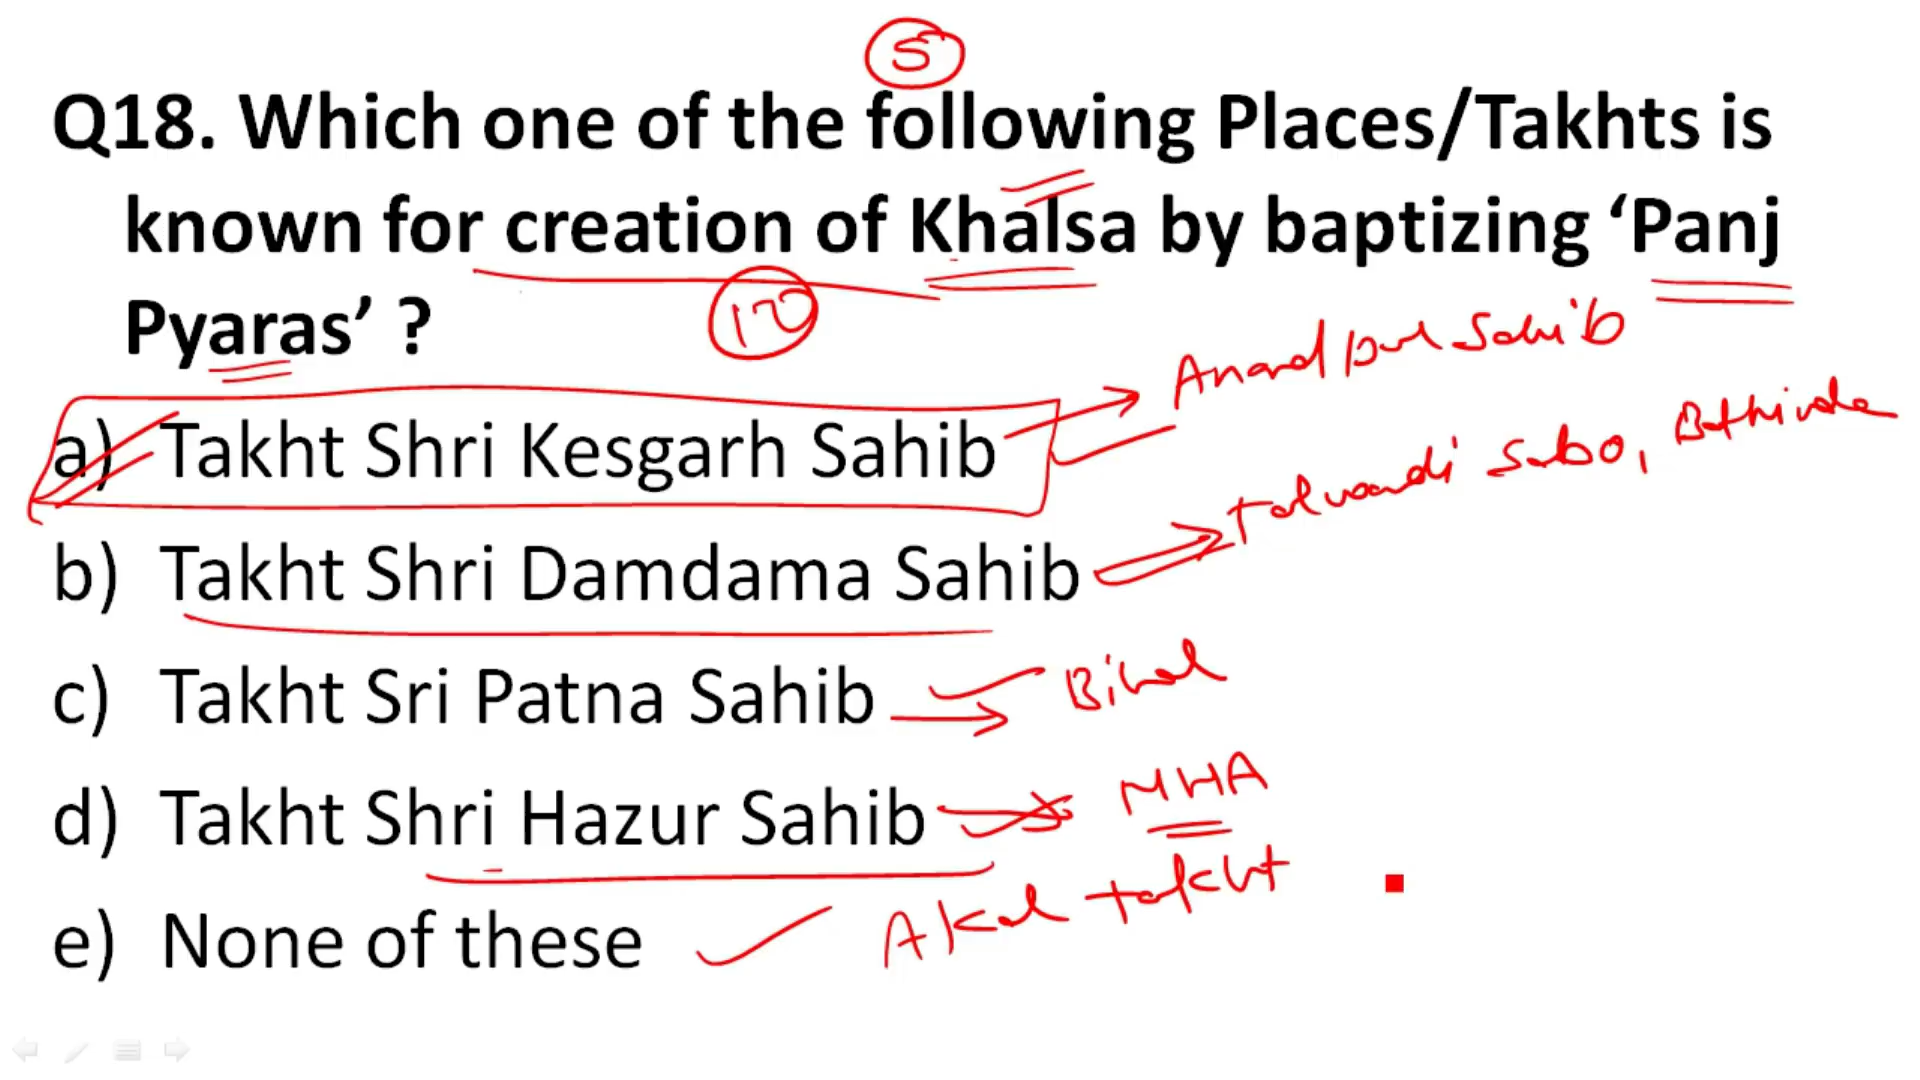 5
Q18. Which one of the following Places/Takhts is
known for creation of Khalsa by baptizing ‘Panj
Pyaras’ ?
10
a) Takht Shri Kesgarh Sahib
Anandpur Sahib
b) Takht Shri Damdama Sahib
Talwandi Sabo, Bathinda
c) Takht Sri Patna Sahib
Bihar
d) Takht Shri Hazur Sahib
MHA
e) None of these
Akal takht